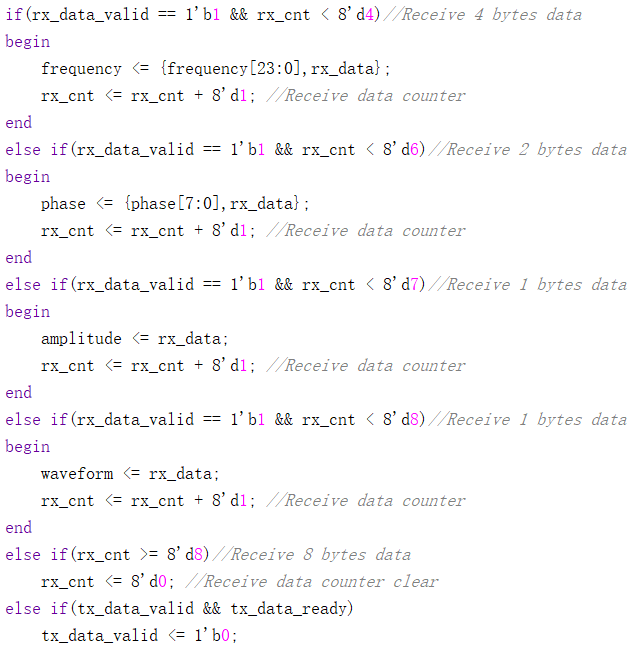 if(rx_data_valid == 1'b1 && rx_cnt < 8'd4)//Receive 4 bytes data
begin
    frequency <= {frequency[23:0],rx_data};
    rx_cnt <= rx_cnt + 8'd1; //Receive data counter
end
else if(rx_data_valid == 1'b1 && rx_cnt < 8'd6)//Receive 2 bytes data
begin
    phase <= {phase[7:0],rx_data};
    rx_cnt <= rx_cnt + 8'd1; //Receive data counter
end
else if(rx_data_valid == 1'b1 && rx_cnt < 8'd7)//Receive 1 bytes data
begin
    amplitude <= rx_data;
    rx_cnt <= rx_cnt + 8'd1; //Receive data counter
end
else if(rx_data_valid == 1'b1 && rx_cnt < 8'd8)//Receive 1 bytes data
begin
    waveform <= rx_data;
    rx_cnt <= rx_cnt + 8'd1; //Receive data counter
end
else if(rx_cnt >= 8'd8)//Receive 8 bytes data
    rx_cnt <= 8'd0; //Receive data counter clear
else if(tx_data_valid && tx_data_ready)
    tx_data_valid <= 1'b0;